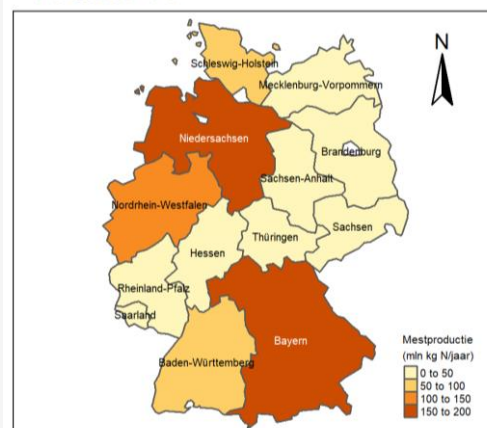 N
Schleswig-Holstein
Mecklenburg-Vorpommern
Niedersachsen
Brandenburg
Sachsen-Anhalt
Nordrhein-Westfalen
Sachsen
Thüringen
Hessen
Rheinland-Pfalz
Saarland
Bayern
Baden-Württemberg
Mestproductie
(mln kg N/jaar)
0 to 50
50 to 100
100 to 150
150 to 200